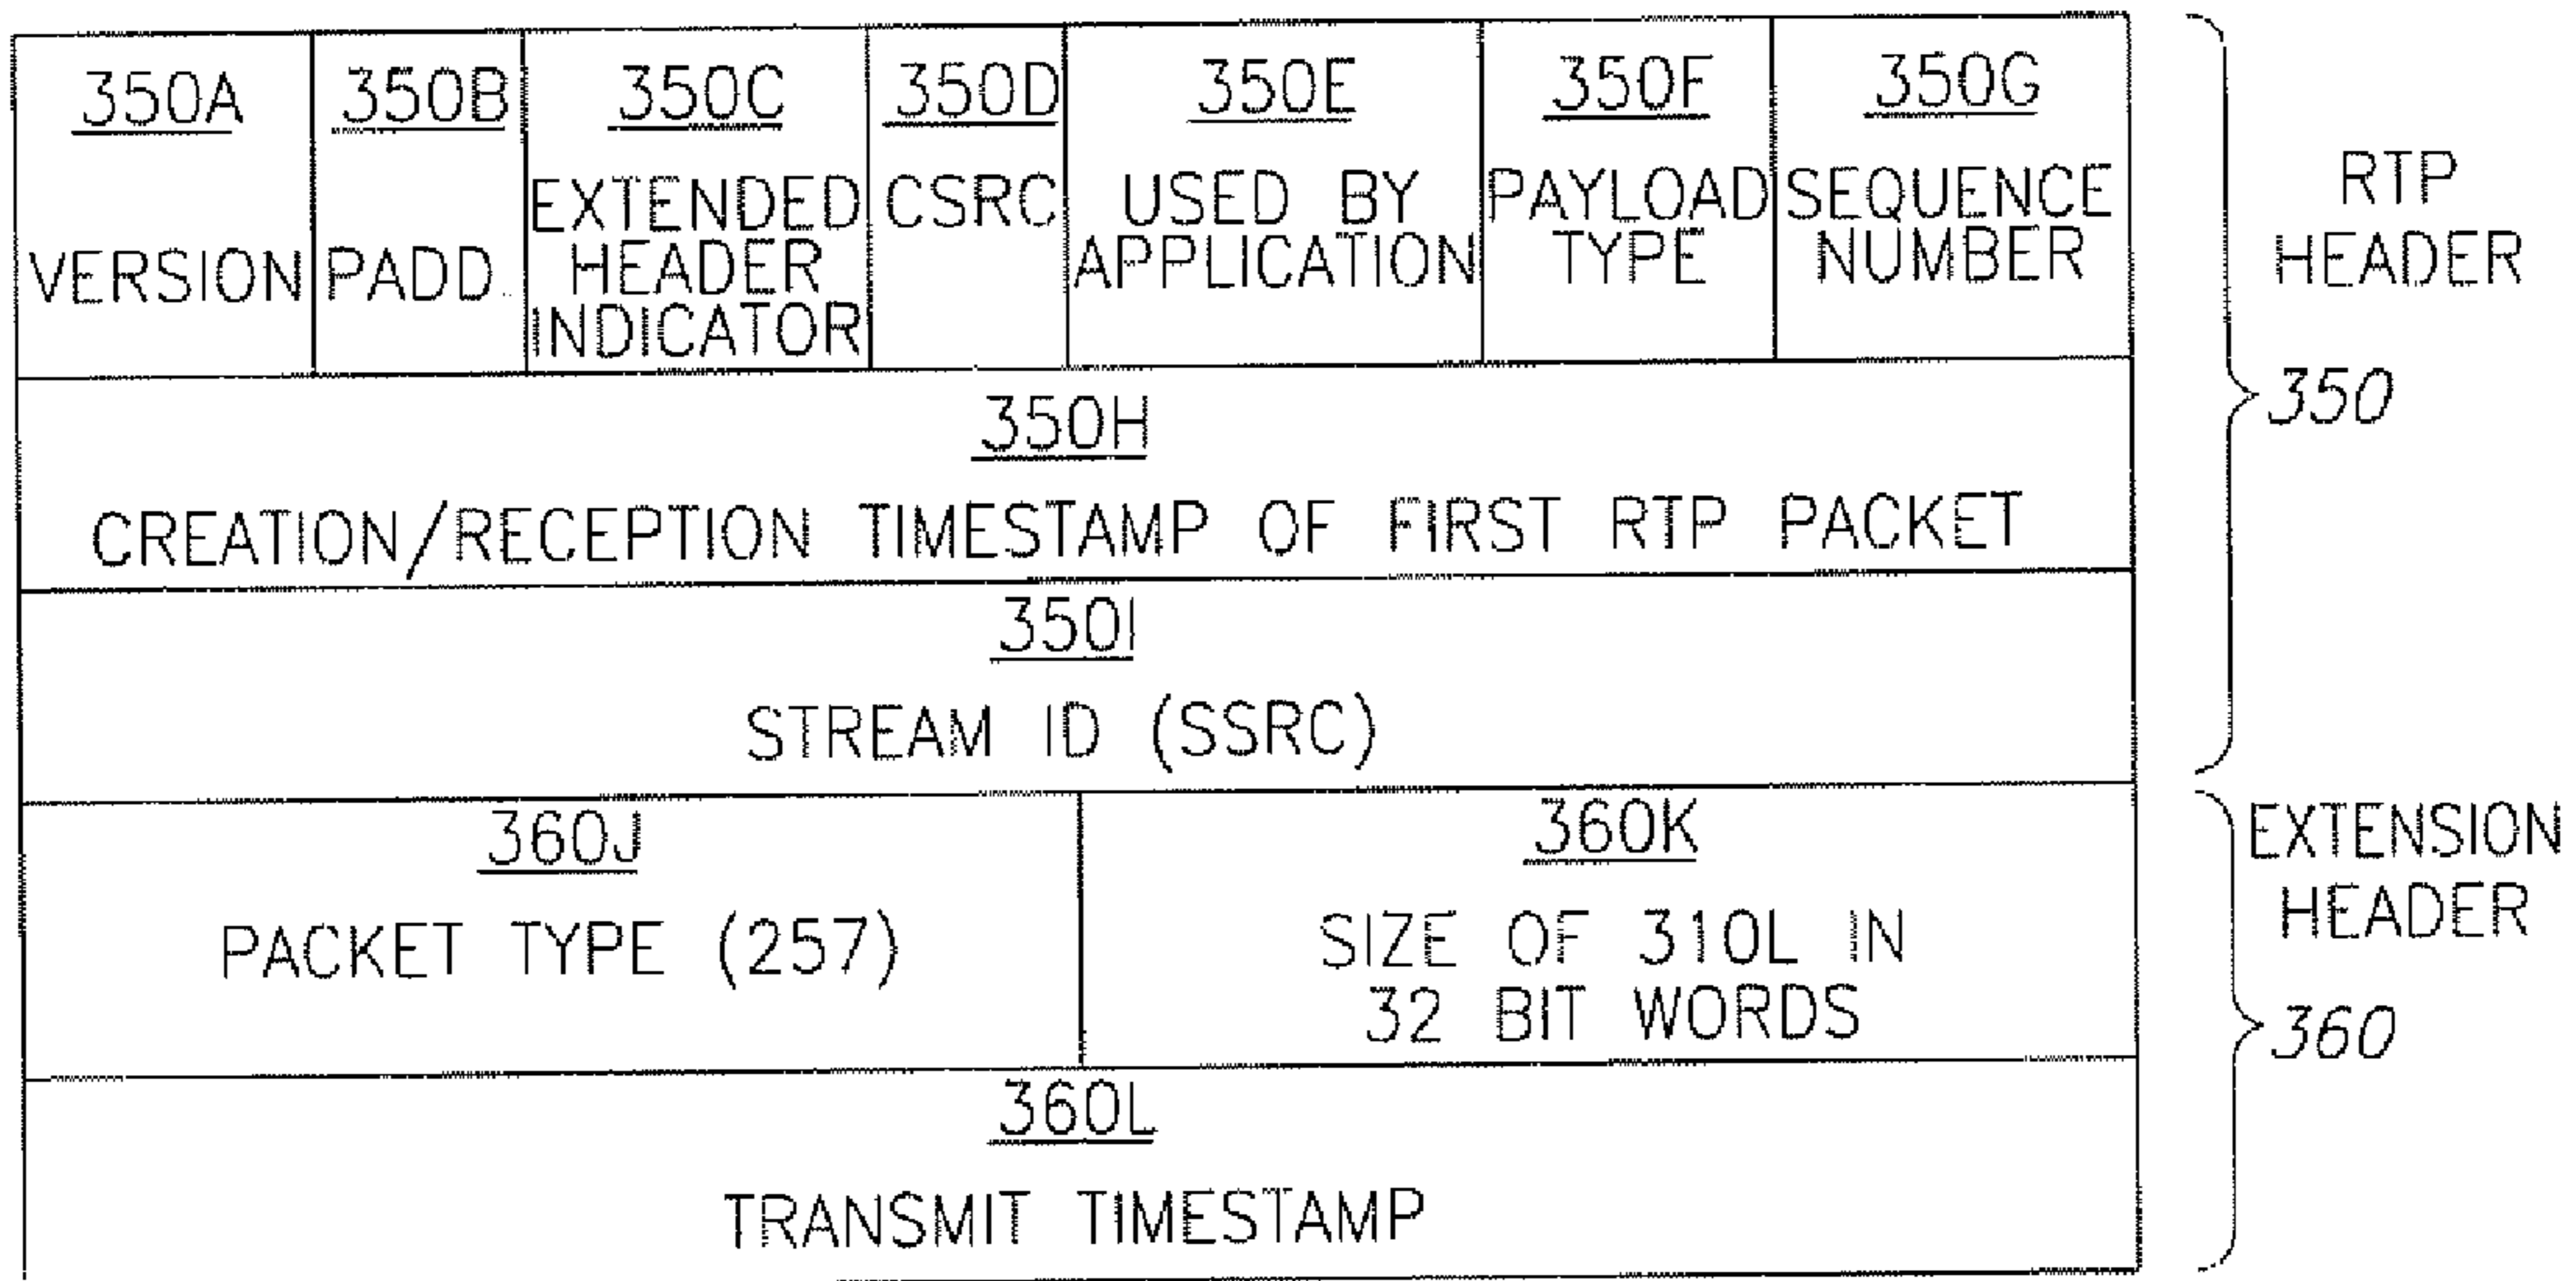 350A 350B 350C 350D 350E 350F 350G
VERSION
PADD.
EXTENDED
HEADER
INDICATOR
CSRC
USED BY
APPLICATION
PAYLOAD
TYPE
SEQUENCE
NUMBER
RTP
HEADER
350
350H
CREATION/RECEPTION TIMESTAMP OF FIRST RTP PACKET
350I
STREAM ID (SSRC)
360J
PACKET TYPE (257)
360K
SIZE OF 310L IN
32 BIT WORDS
EXTENSION
HEADER
360
360L
TRANSMIT TIMESTAMP